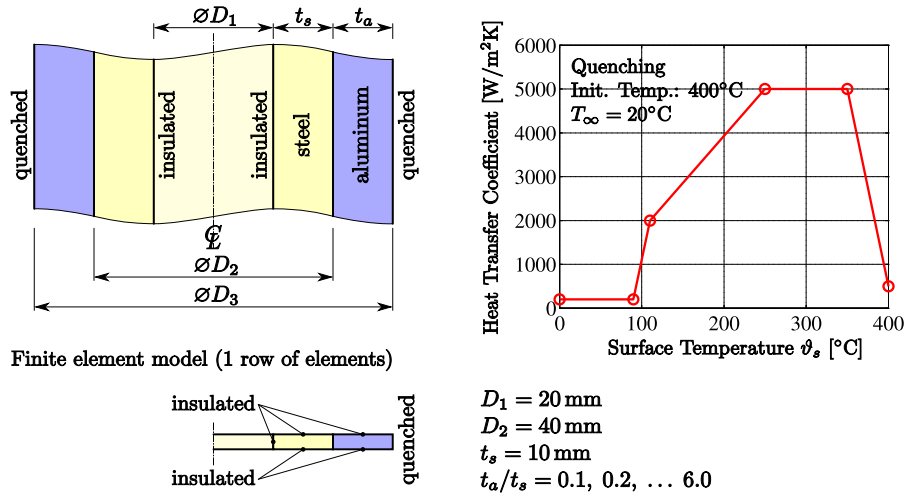 ⌀D₁ tₛ tₐ
quenched
insulated
insulated
steel
aluminum
quenched
℄
⌀D₂
⌀D₃
Finite element model (1 row of elements)
insulated
insulated
quenched
Heat Transfer Coefficient [W/m²K]
6000
5000
4000
3000
2000
1000
0
Quenching
Init. Temp.: 400°C
T∞ = 20°C
0 100 200 300 400
Surface Temperature ϑₛ [°C]
D₁ = 20 mm
D₂ = 40 mm
tₛ = 10 mm
tₐ/tₛ = 0.1, 0.2, … 6.0